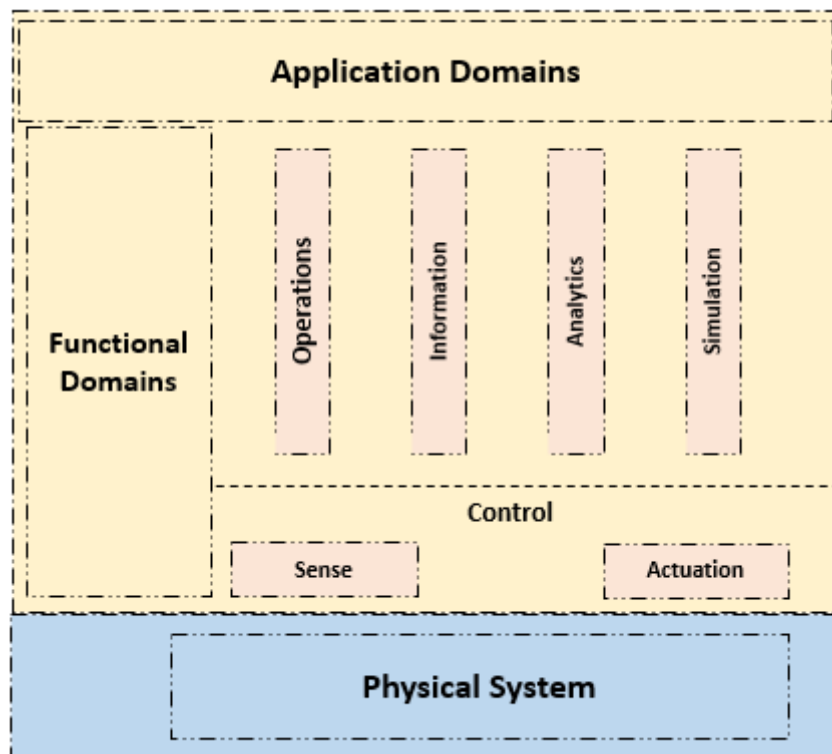 Application Domains
Functional
Domains
Operations
Information
Analytics
Simulation
Control
Sense
Actuation
Physical System